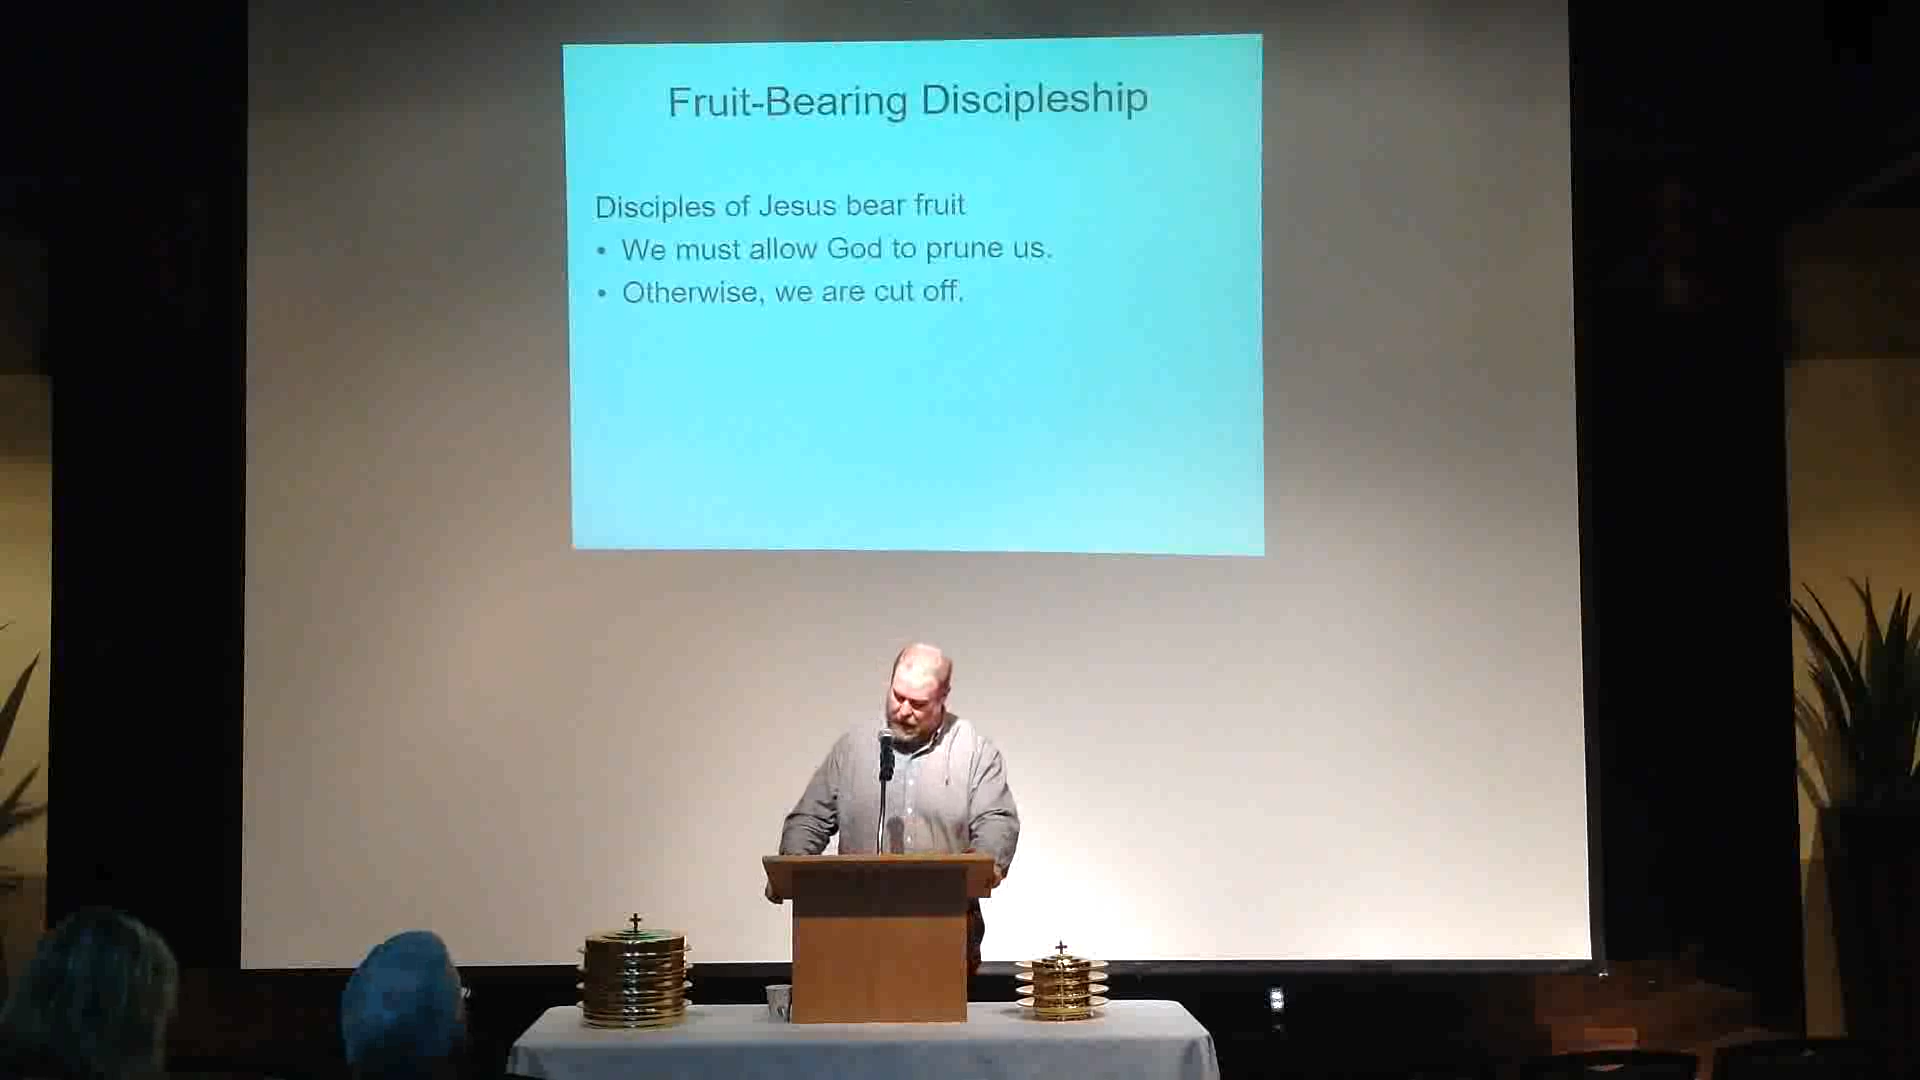 Fruit-Bearing Discipleship
Disciples of Jesus bear fruit
• We must allow God to prune us.
• Otherwise, we are cut off.